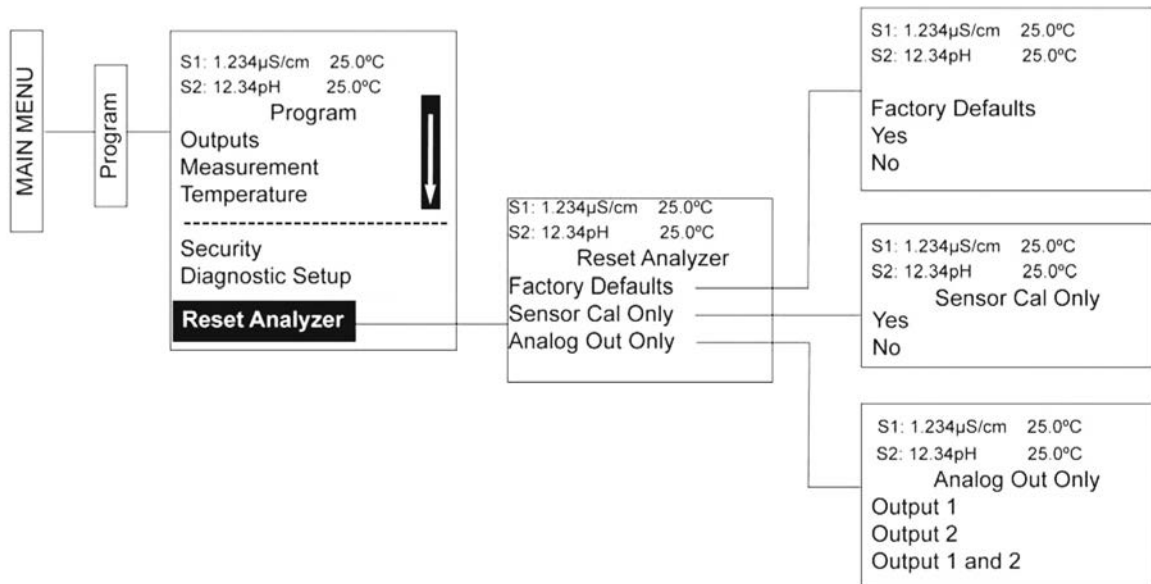 MAIN MENU
Program
S1: 1.234µS/cm 25.0ºC
S2: 12.34pH 25.0ºC
Program
Outputs
Measurement
Temperature
Security
Diagnostic Setup
Reset Analyzer
S1: 1.234µS/cm 25.0ºC
S2: 12.34pH 25.0ºC
Reset Analyzer
Factory Defaults
Sensor Cal Only
Analog Out Only
S1: 1.234µS/cm 25.0ºC
S2: 12.34pH 25.0ºC
Factory Defaults
Yes
No
S1: 1.234µS/cm 25.0ºC
S2: 12.34pH 25.0ºC
Sensor Cal Only
Yes
No
S1: 1.234µS/cm 25.0ºC
S2: 12.34pH 25.0ºC
Analog Out Only
Output 1
Output 2
Output 1 and 2